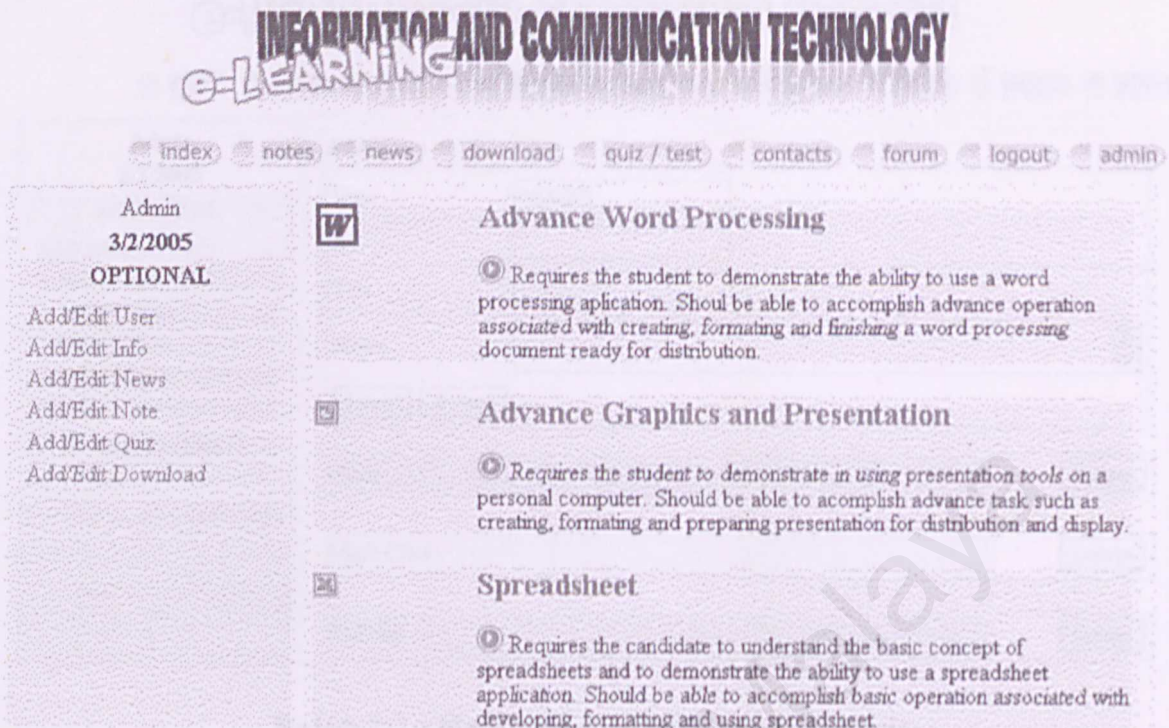 INFORMATION AND COMMUNICATION TECHNOLOGY
e-LEARNiNG
index notes news download quiz / test contacts forum logout admin
Admin
3/2/2005
OPTIONAL
Add/Edit User
Add/Edit Info
Add/Edit News
Add/Edit Note
Add/Edit Quiz
Add/Edit Download
W
Advance Word Processing
Requires the student to demonstrate the ability to use a word
processing aplication. Shoul be able to accomplish advance operation
associated with creating, formating and finishing a word processing
document ready for distribution.
Advance Graphics and Presentation
Requires the student to demonstrate in using presentation tools on a
personal computer. Should be able to acomplish advance task such as
creating, formating and preparing presentation for distribution and display.
Spreadsheet
Requires the candidate to understand the basic concept of
spreadsheets and to demonstrate the ability to use a spreadsheet
application. Should be able to accomplish basic operation associated with
developing, formatting and using spreadsheet.